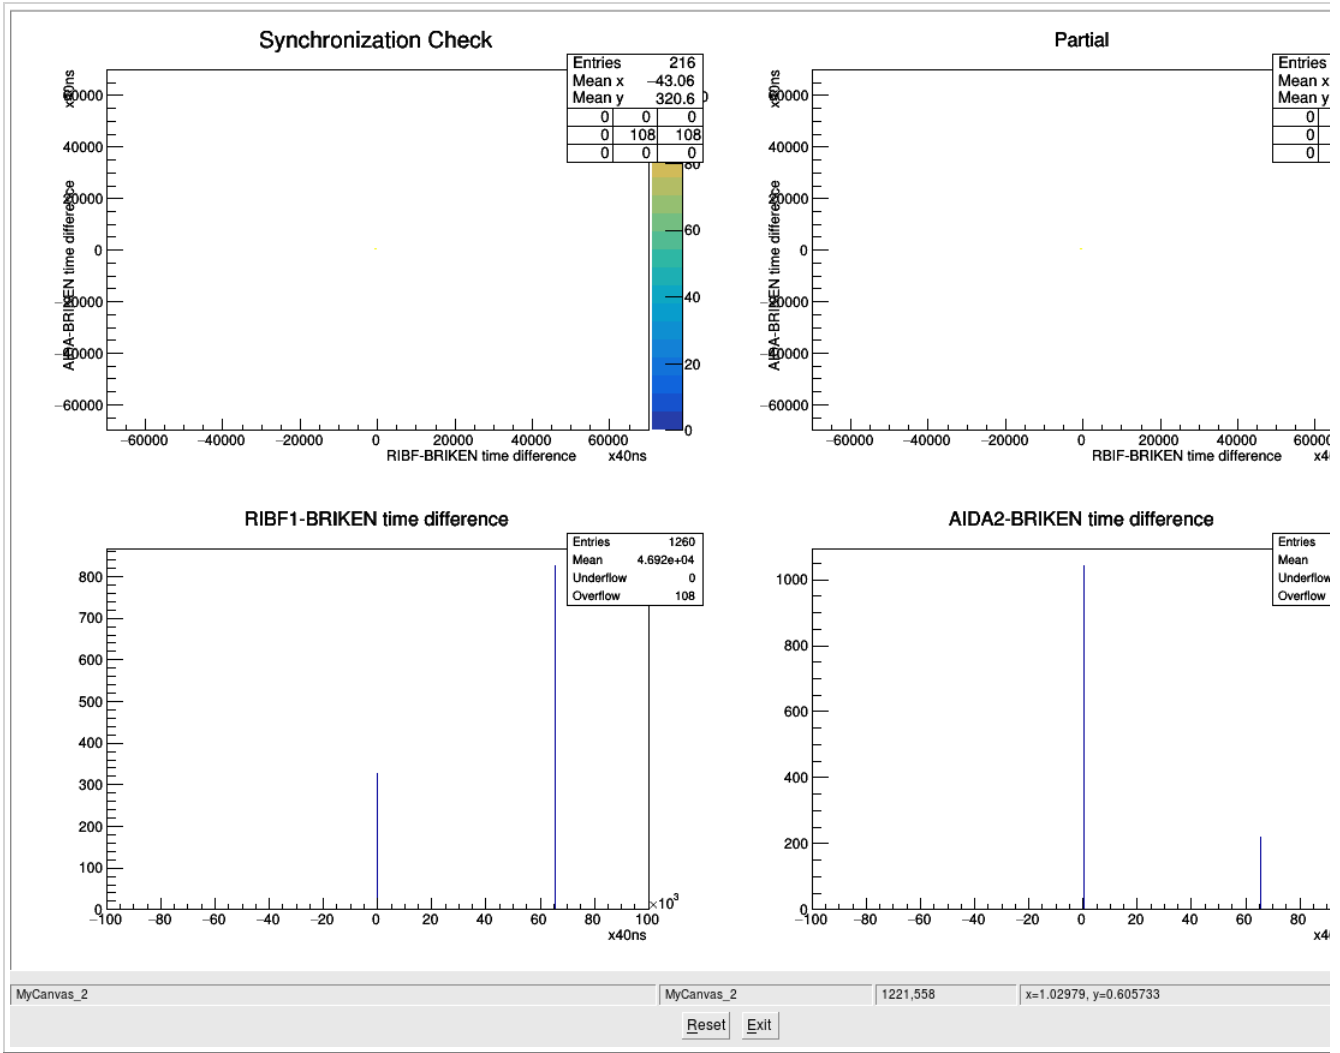 Synchronization Check
Entries 216
Mean x −43.06
Mean y 320.6
0 0 0
0 108 108
0 0 0
x40ns
60000
40000
20000
0
−20000
−40000
−60000
AIDA-BRIKEN time difference
80
60
40
20
0
−60000 −40000 −20000 0 20000 40000 60000
RIBF-BRIKEN time difference x40ns
Partial
Entries
Mean x
Mean y
0
0
0
60000
40000
20000
0
−20000
−40000
−60000
AIDA-BRIKEN time difference
−60000 −40000 −20000 0 20000 40000 60000
RBIF-BRIKEN time difference x4
RIBF1-BRIKEN time difference
Entries 1260
Mean 4.692e+04
Underflow 0
Overflow 108
800
700
600
500
400
300
200
100
0
−100 −80 −60 −40 −20 0 20 40 60 80 100
×10³
x40ns
AIDA2-BRIKEN time difference
Entries
Mean
Underflow
Overflow
1000
800
600
400
200
0
−100 −80 −60 −40 −20 0 20 40 60 80
x4
MyCanvas_2 MyCanvas_2 1221,558 x=1.02979, y=0.605733
Reset Exit